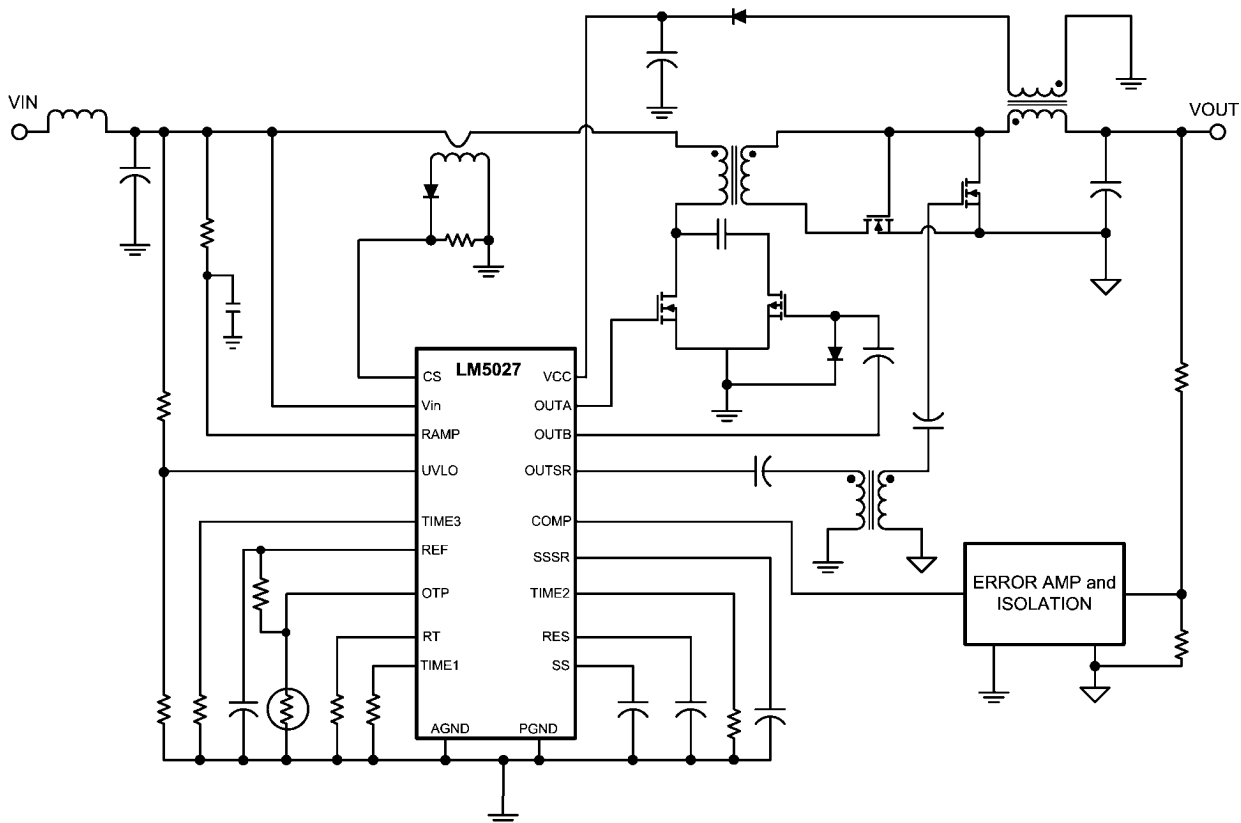 VIN
VOUT
LM5027
CS
VCC
Vin
OUTA
RAMP
OUTB
UVLO
OUTSR
TIME3
COMP
REF
SSSR
OTP
TIME2
RT
RES
TIME1
SS
AGND
PGND
ERROR AMP and
ISOLATION